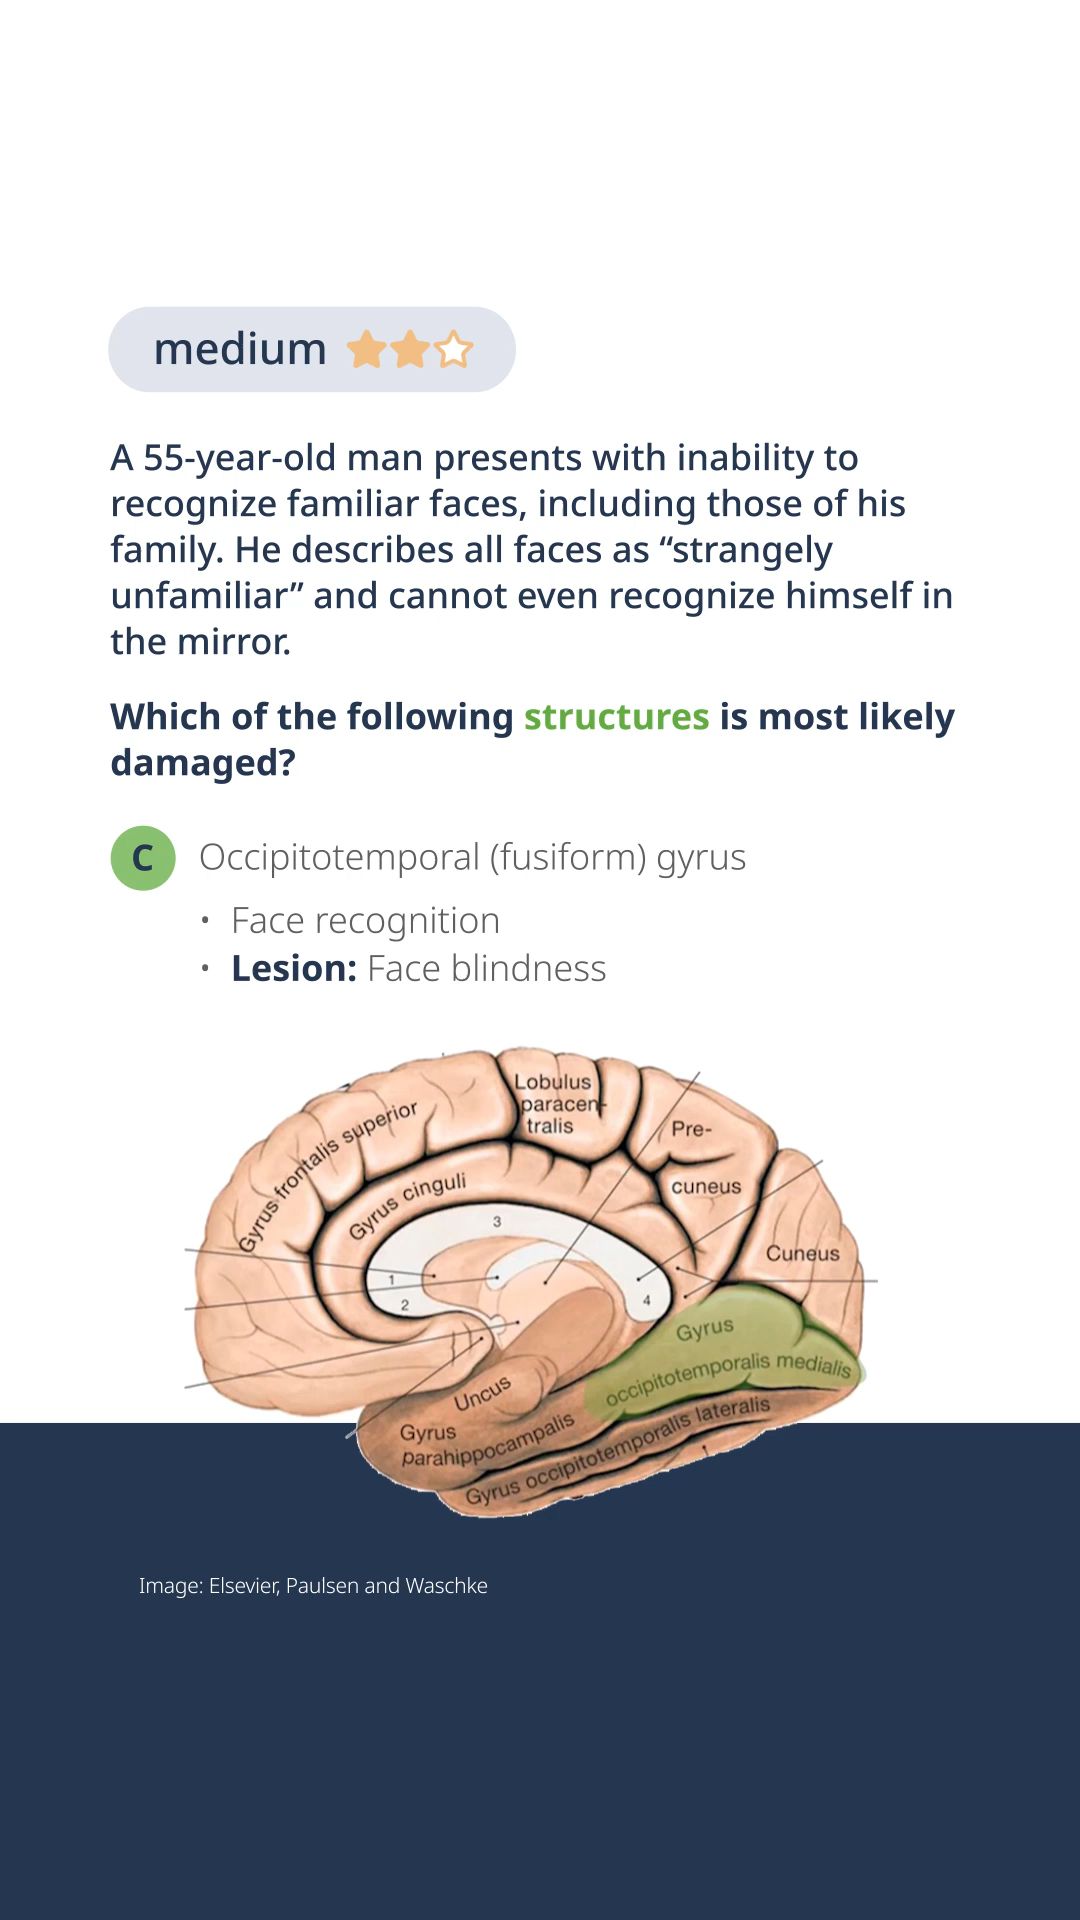 medium
A 55-year-old man presents with inability to
recognize familiar faces, including those of his
family. He describes all faces as “strangely
unfamiliar” and cannot even recognize himself in
the mirror.
Which of the following structures is most likely
damaged?
C Occipitotemporal (fusiform) gyrus
• Face recognition
• Lesion: Face blindness
Lobulus
paracen-
tralis
Gyrus frontalis superior
Pre-
cuneus
Gyrus cinguli
3
Cuneus
1
2
4
Gyrus
occipitotemporalis medialis
Uncus
Gyrus
parahippocampalis
Gyrus occipitotemporalis lateralis
Image: Elsevier, Paulsen and Waschke